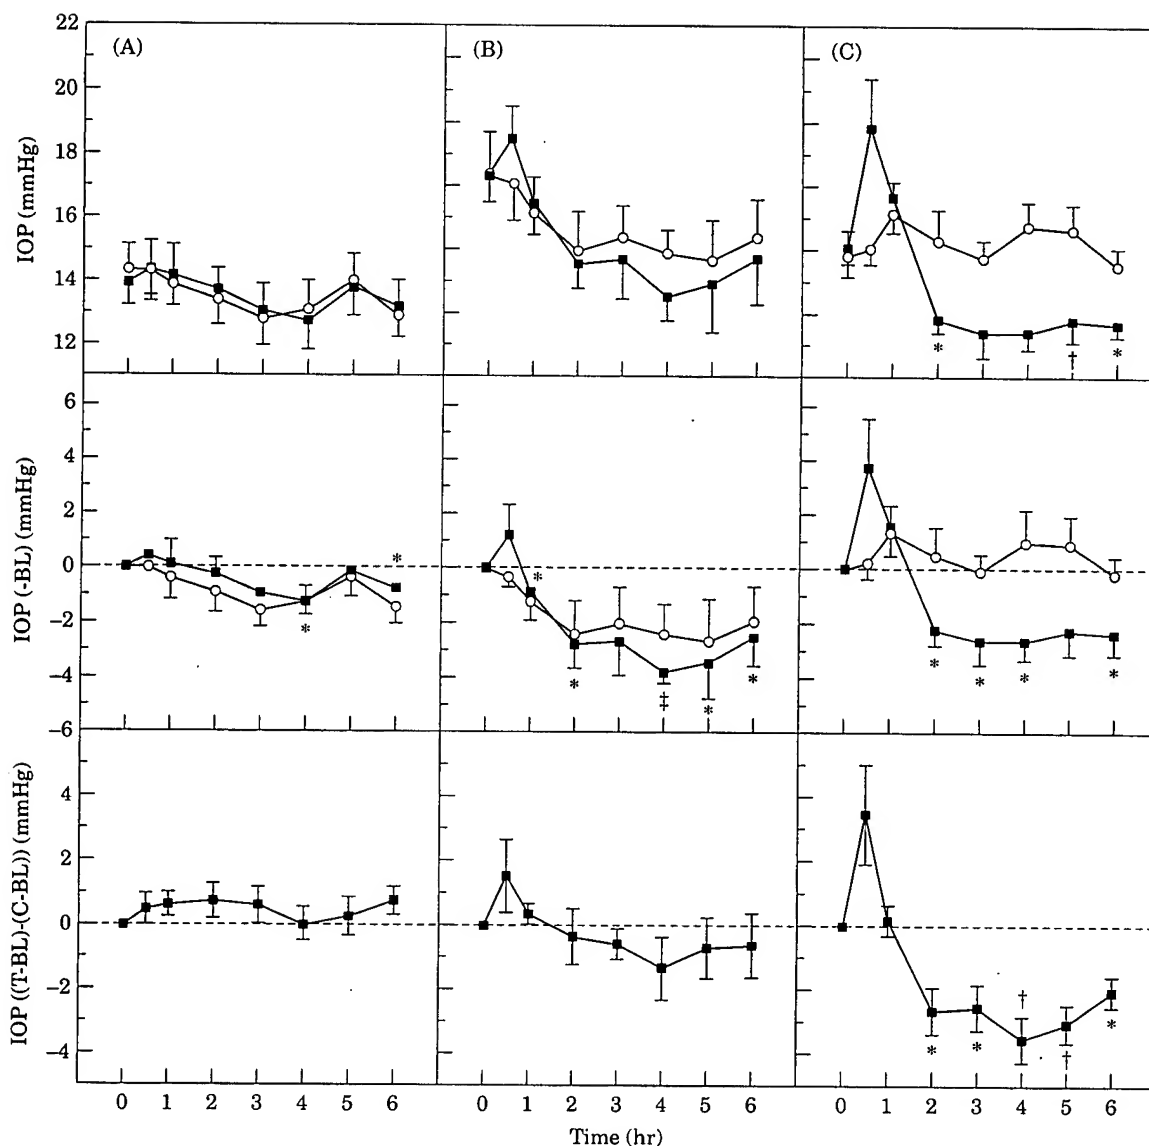 22
20
18
16
14
12
IOP (mmHg)
(A)
(B)
(C)
* † *
6
4
2
0
−2
−4
−6
IOP (-BL) (mmHg)
* *
* * ‡ * *
* * * *
4
2
0
−2
−4
IOP ((T-BL)-(C-BL)) (mmHg)
* * † † *
0 1 2 3 4 5 6
0 1 2 3 4 5 6
0 1 2 3 4 5 6
Time (hr)